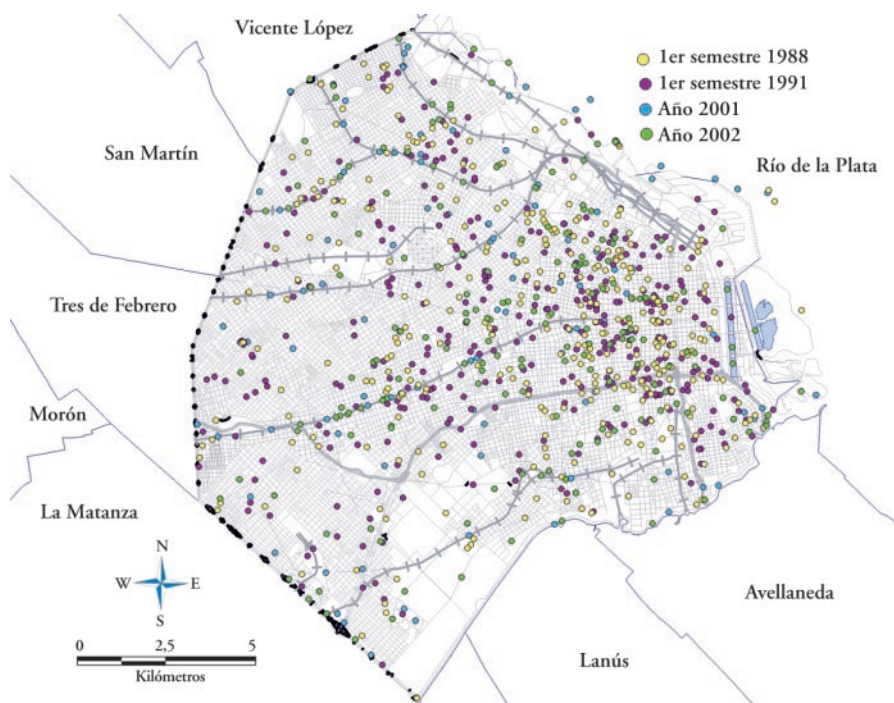 Vicente López
1er semestre 1988
1er semestre 1991
Año 2001
Año 2002
San Martín
Río de la Plata
Tres de Febrero
Morón
La Matanza
N
W E
S
Avellaneda
Lanús
0 2,5 5
Kilómetros